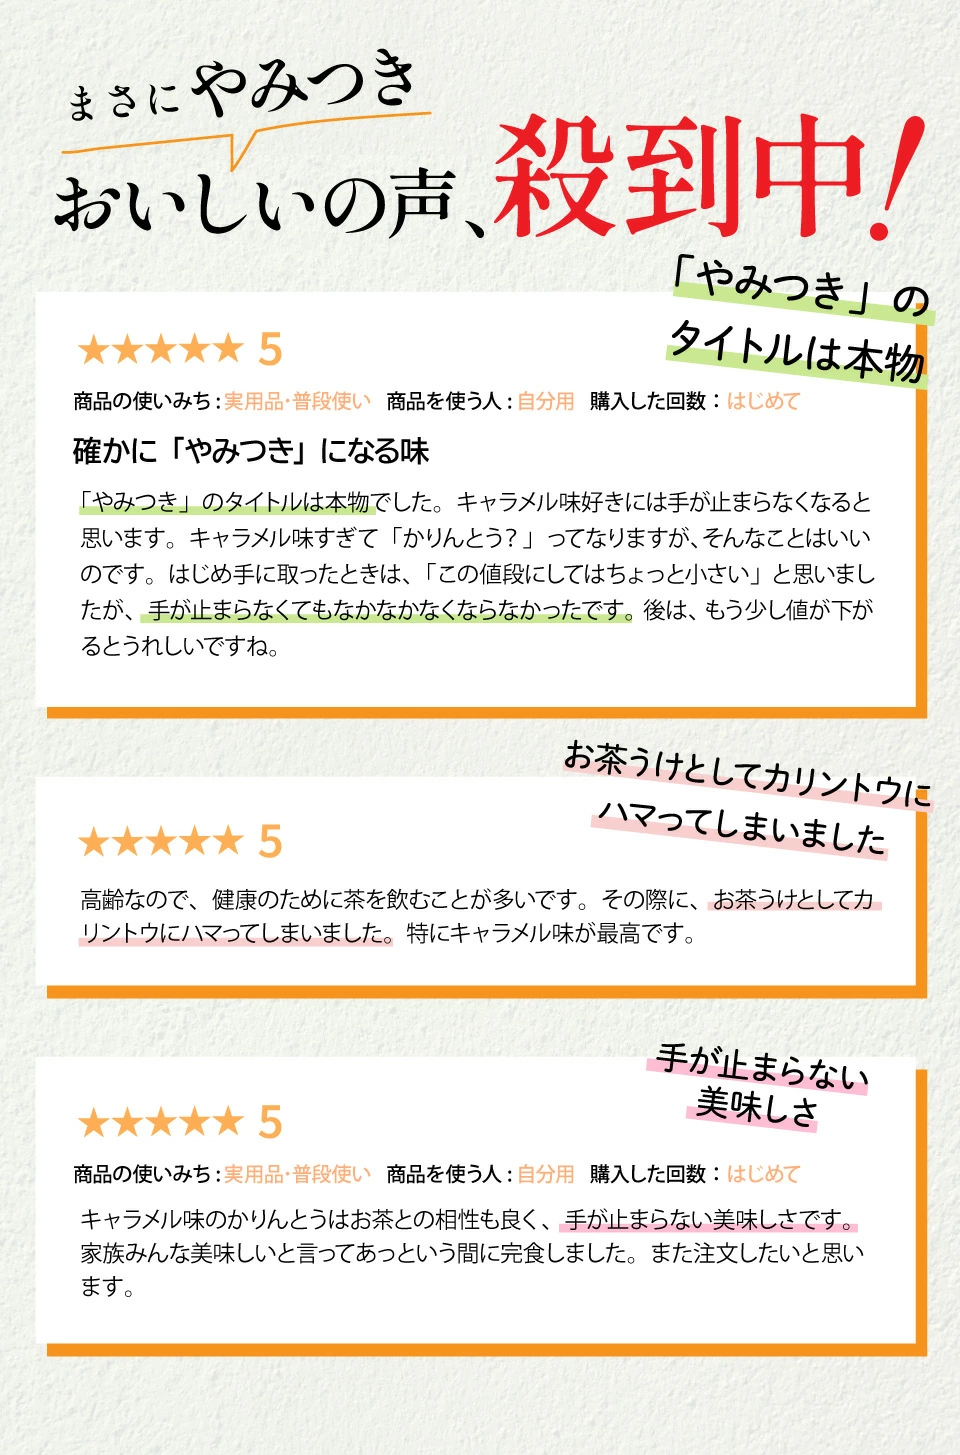 まさにやみつき
おいしいの声、殺到中!
「やみつき」の
タイトルは本物
★★★★★ 5
商品の使いみち：実用品・普段使い 商品を使う人：自分用 購入した回数：はじめて
確かに「やみつき」になる味
「やみつき」のタイトルは本物でした。キャラメル味好きには手が止まらなくなると
思います。キャラメル味すぎて「かりんとう？」ってなりますが、そんなことはいい
のです。はじめ手に取ったときは、「この値段にしてはちょっと小さい」と思いまし
たが、手が止まらなくてもなかなかなくならなかったです。後は、もう少し値が下が
るとうれしいですね。
お茶うけとしてカリントウに
ハマってしまいました
★★★★★ 5
高齢なので、健康のために茶を飲むことが多いです。その際に、お茶うけとしてカ
リントウにハマってしまいました。特にキャラメル味が最高です。
手が止まらない
美味しさ
★★★★★ 5
商品の使いみち：実用品・普段使い 商品を使う人：自分用 購入した回数：はじめて
キャラメル味のかりんとうはお茶との相性も良く、手が止まらない美味しさです。
家族みんな美味しいと言ってあっという間に完食しました。また注文したいと思い
ます。